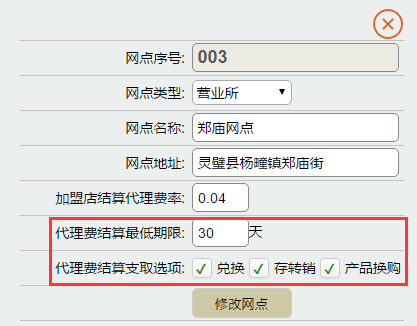 网点序号: 003
网点类型: 营业所
网点名称: 郑庙网点
网点地址: 灵璧县杨疃镇郑庙街
加盟店结算代理费率: 0.04
代理费结算最低期限: 30 天
代理费结算支取选项: 兑换 存转销 产品换购
修改网点